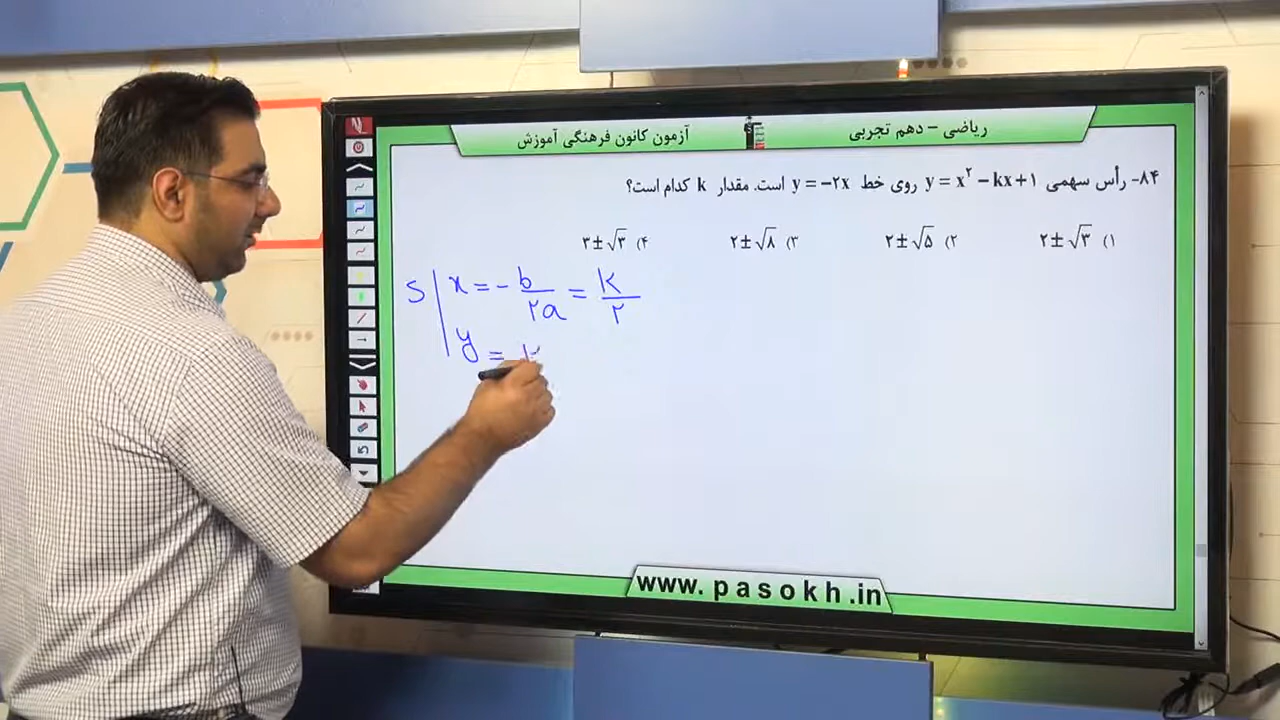 ریاضی - دهم تجربی
آزمون کانون فرهنگی آموزش
۸۴- رأس سهمی y = x² − kx + ۱ روی خط y = −۲x است. مقدار k کدام است؟
۱) ۲ ± √۳ ۲) ۲ ± √۵ ۳) ۲ ± √۸ ۴) ۳ ± √۳
S | x = - b/۲a = k/۲
y =
www.pasokh.in